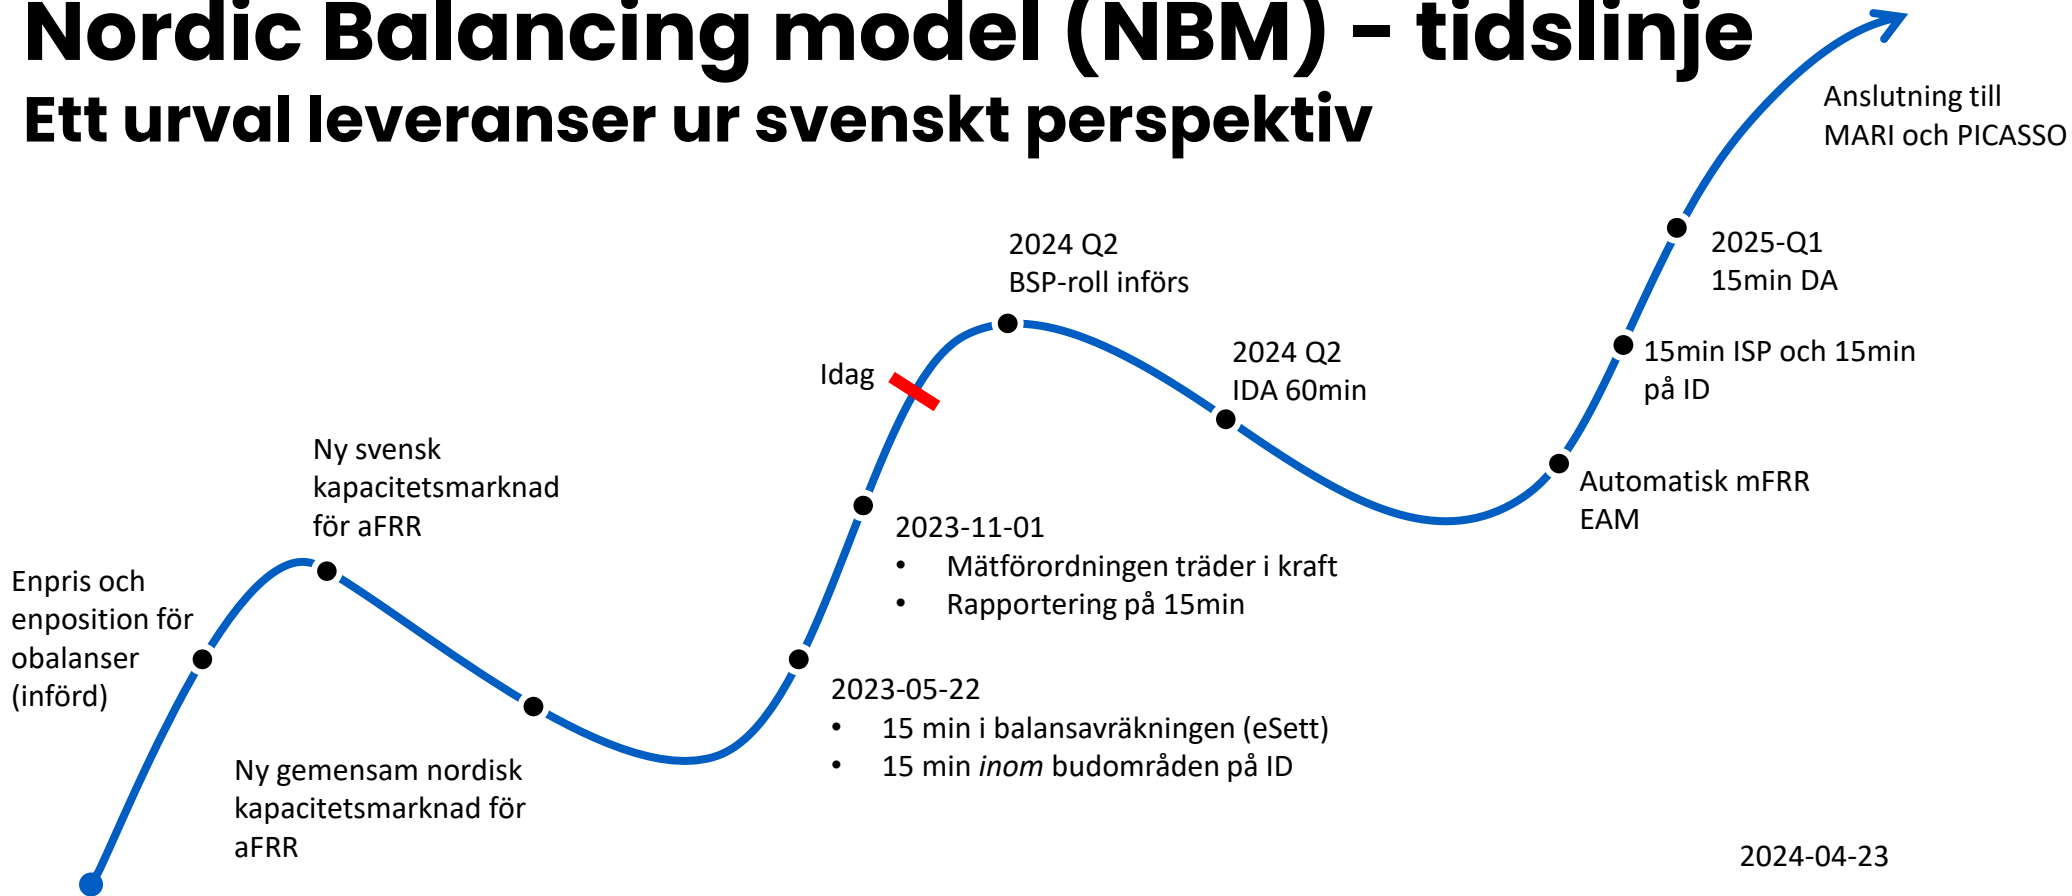 Nordic Balancing model (NBM) – tidslinje
Ett urval leveranser ur svenskt perspektiv
Enpris och
enposition för
obalanser
(införd)
Ny svensk
kapacitetsmarknad
för aFRR
Ny gemensam nordisk
kapacitetsmarknad för
aFRR
2023-05-22
• 15 min i balansavräkningen (eSett)
• 15 min inom budområden på ID
2023-11-01
• Mätförordningen träder i kraft
• Rapportering på 15min
Idag
2024 Q2
BSP-roll införs
2024 Q2
IDA 60min
Automatisk mFRR
EAM
15min ISP och 15min
på ID
2025-Q1
15min DA
Anslutning till
MARI och PICASSO
2024-04-23